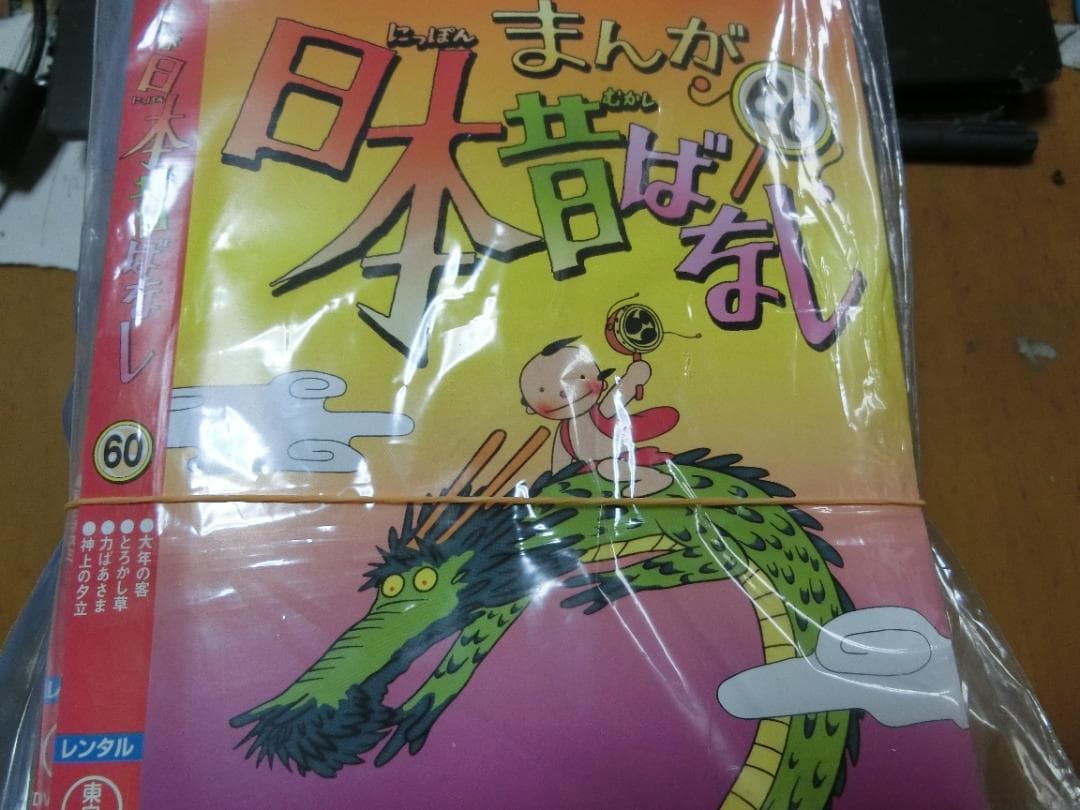 まんが
にっぽん
日本
むかし
昔ばなし
日本
昔ばなし
60
●大年の客
●とろかし草
●力ばあさま
●神上の夕立
レンタル
東
DV